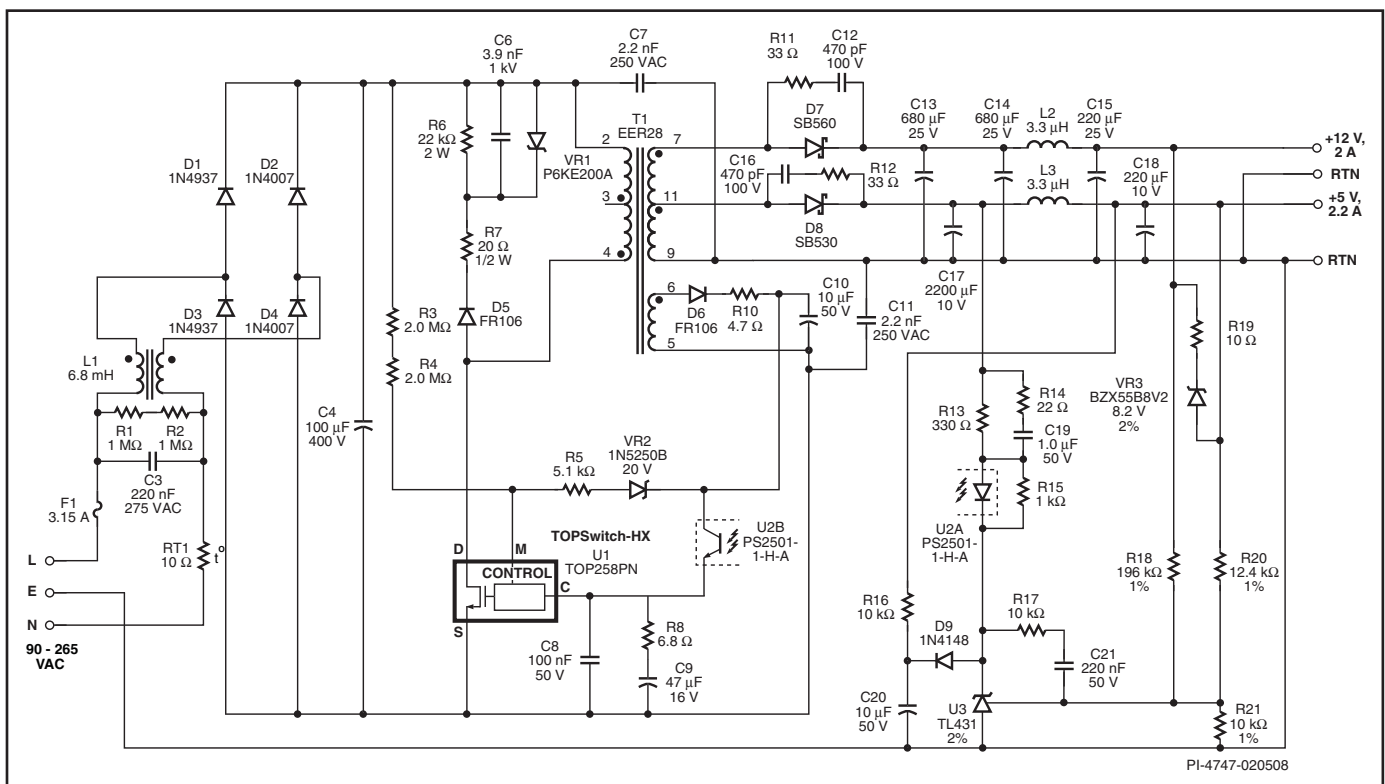 C6
3.9 nF
1 kV
C7
2.2 nF
250 VAC
R11
33 Ω
C12
470 pF
100 V
D7
SB560
C13
680 µF
25 V
C14
680 µF
25 V
L2
3.3 µH
C15
220 µF
25 V
+12 V,
2 A
RTN
R6
22 kΩ
2 W
VR1
P6KE200A
T1
EER28
2
7
C16
470 pF
100 V
R12
33 Ω
L3
3.3 µH
C18
220 µF
10 V
+5 V,
2.2 A
3
11
D8
SB530
D1
1N4937
D2
1N4007
R7
20 Ω
1/2 W
4
9
RTN
C17
2200 µF
10 V
C10
10 µF
50 V
C11
2.2 nF
250 VAC
D3
1N4937
D4
1N4007
R3
2.0 MΩ
D5
FR106
6
D6
FR106
R10
4.7 Ω
5
R19
10 Ω
L1
6.8 mH
R4
2.0 MΩ
VR3
BZX55B8V2
8.2 V
2%
R1
1 MΩ
R2
1 MΩ
C4
100 µF
400 V
R13
330 Ω
R14
22 Ω
C19
1.0 µF
50 V
C3
220 nF
275 VAC
R5
5.1 kΩ
VR2
1N5250B
20 V
R15
1 kΩ
F1
3.15 A
U2B
PS2501-
1-H-A
U2A
PS2501-
1-H-A
RT1
10 Ω
t°
TOPSwitch-HX
U1
TOP258PN
D
M
CONTROL
C
S
R18
196 kΩ
1%
R20
12.4 kΩ
1%
L
E
N
90 - 265
VAC
R16
10 kΩ
R17
10 kΩ
D9
1N4148
R8
6.8 Ω
C8
100 nF
50 V
C9
47 µF
16 V
C21
220 nF
50 V
C20
10 µF
50 V
U3
TL431
2%
R21
10 kΩ
1%
PI-4747-020508